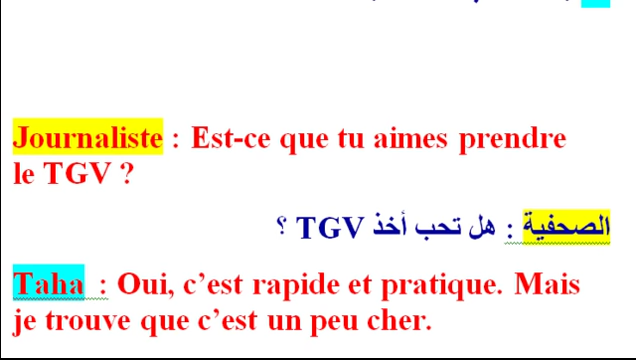 Journaliste : Est-ce que tu aimes prendre
le TGV ?
الصحفية : هل تحب أخذ TGV ؟
Taha : Oui, c’est rapide et pratique. Mais
je trouve que c’est un peu cher.